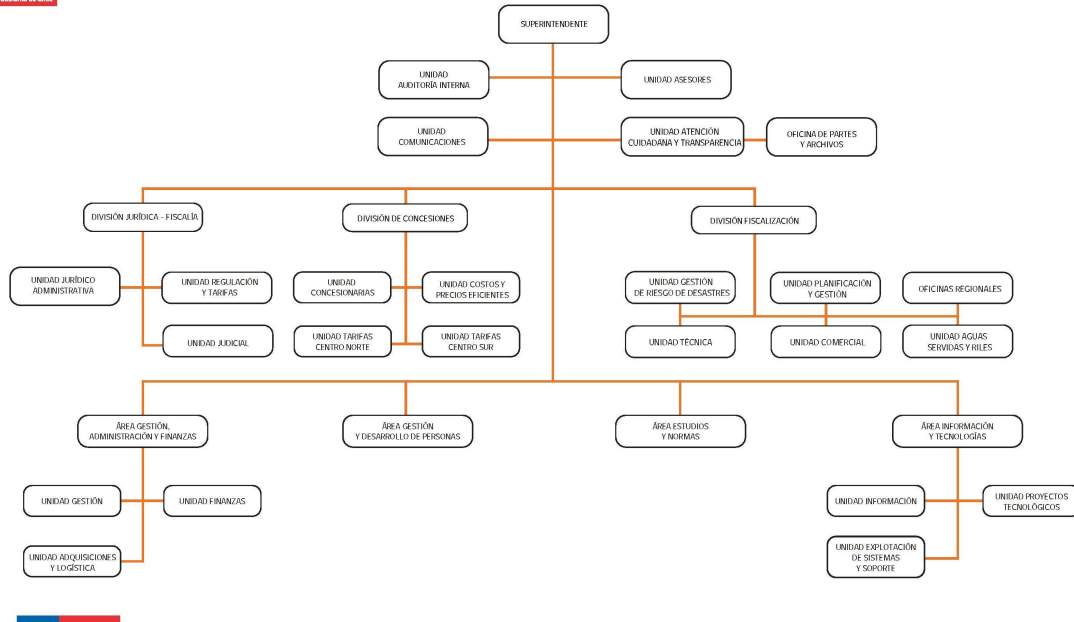 SUPERINTENDENTE
UNIDAD
AUDITORÍA INTERNA
UNIDAD ASESORES
UNIDAD
COMUNICACIONES
UNIDAD ATENCIÓN
CUIDADANA Y TRANSPARENCIA
OFICINA DE PARTES
Y ARCHIVOS
DIVISIÓN JURÍDICA – FISCALÍA
DIVISIÓN DE CONCESIONES
DIVISIÓN FISCALIZACIÓN
UNIDAD JURÍDICO
ADMINISTRATIVA
UNIDAD REGULACIÓN
Y TARIFAS
UNIDAD
CONCESIONARIAS
UNIDAD COSTOS Y
PRECIOS EFICIENTES
UNIDAD GESTIÓN
DE RIESGO DE DESASTRES
UNIDAD PLANIFICACIÓN
Y GESTIÓN
OFICINAS REGIONALES
UNIDAD JUDICIAL
UNIDAD TARIFAS
CENTRO NORTE
UNIDAD TARIFAS
CENTRO SUR
UNIDAD TÉCNICA
UNIDAD COMERCIAL
UNIDAD AGUAS
SERVIDAS Y RILES
ÁREA GESTIÓN,
ADMINISTRACIÓN Y FINANZAS
ÁREA GESTIÓN
Y DESARROLLO DE PERSONAS
ÁREA ESTUDIOS
Y NORMAS
ÁREA INFORMACIÓN
Y TECNOLOGÍAS
UNIDAD GESTIÓN
UNIDAD FINANZAS
UNIDAD INFORMACIÓN
UNIDAD PROYECTOS
TECNOLÓGICOS
UNIDAD ADQUISICIONES
Y LOGÍSTICA
UNIDAD EXPLOTACIÓN
DE SISTEMAS
Y SOPORTE